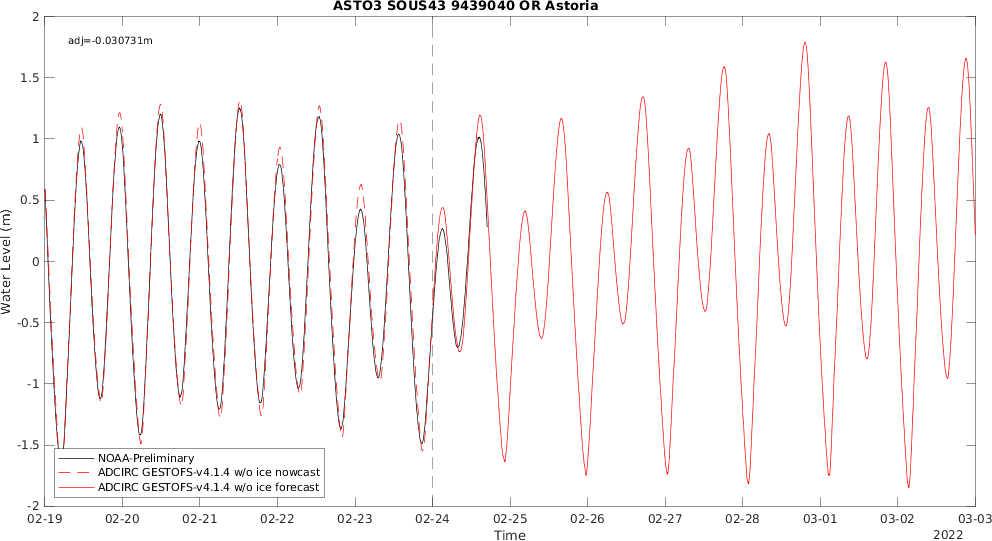 ASTO3 SOUS43 9439040 OR Astoria
adj=-0.030731m
Water Level (m)
2
1.5
1
0.5
0
-0.5
-1
-1.5
-2
NOAA-Preliminary
ADCIRC GESTOFS-v4.1.4 w/o ice nowcast
ADCIRC GESTOFS-v4.1.4 w/o ice forecast
02-19 02-20 02-21 02-22 02-23 02-24 02-25 02-26 02-27 02-28 03-01 03-02 03-03
Time
2022